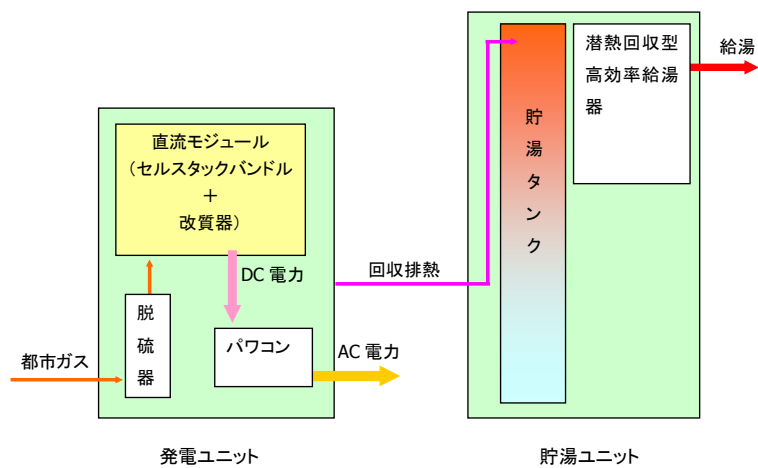 直流モジュール
（セルスタックバンドル
＋
改質器）
DC 電力
脱
硫
器
パワコン
都市ガス
AC 電力
発電ユニット
回収排熱
貯
湯
タ
ン
ク
潜熱回収型
高効率給湯
器
給湯
貯湯ユニット